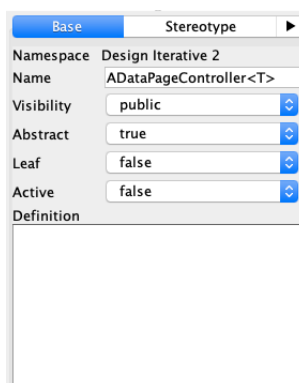 Base Stereotype
Namespace Design Iterative 2
Name ADataPageController<T>
Visibility public
Abstract true
Leaf false
Active false
Definition